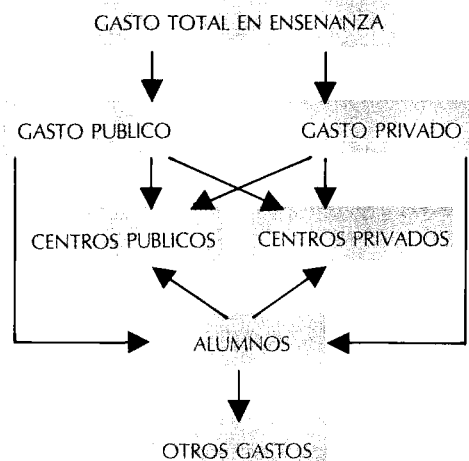 GASTO TOTAL EN ENSENANZA
GASTO PUBLICO GASTO PRIVADO
CENTROS PUBLICOS CENTROS PRIVADOS
ALUMNOS
OTROS GASTOS